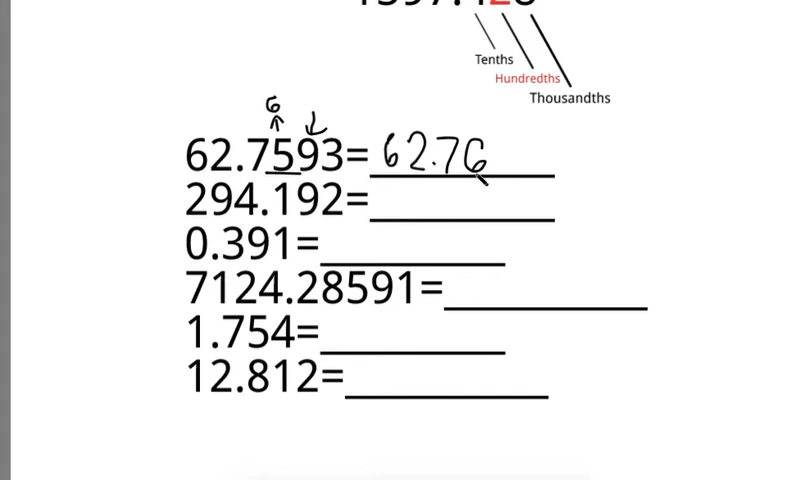 Tenths
Hundredths
Thousandths
6
62.7593= 62.76
294.192=
0.391=
7124.28591=
1.754=
12.812=